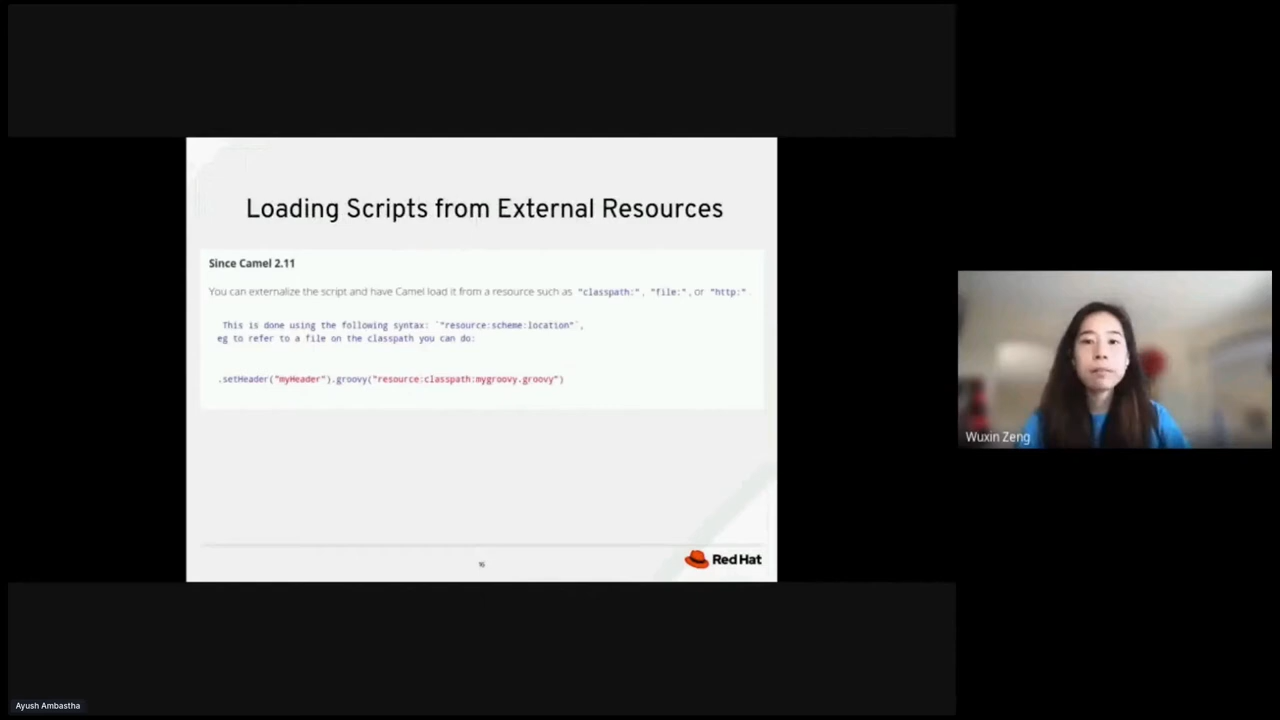 Loading Scripts from External Resources
Since Camel 2.11
You can externalize the script and have Camel load it from a resource such as "classpath:", "file:", or "http:".
This is done using the following syntax: `"resource:scheme:location"`,
eg to refer to a file on the classpath you can do:
.setHeader("myHeader").groovy("resource:classpath:mygroovy.groovy")
16
Red Hat
Wuxin Zeng
Ayush Ambastha